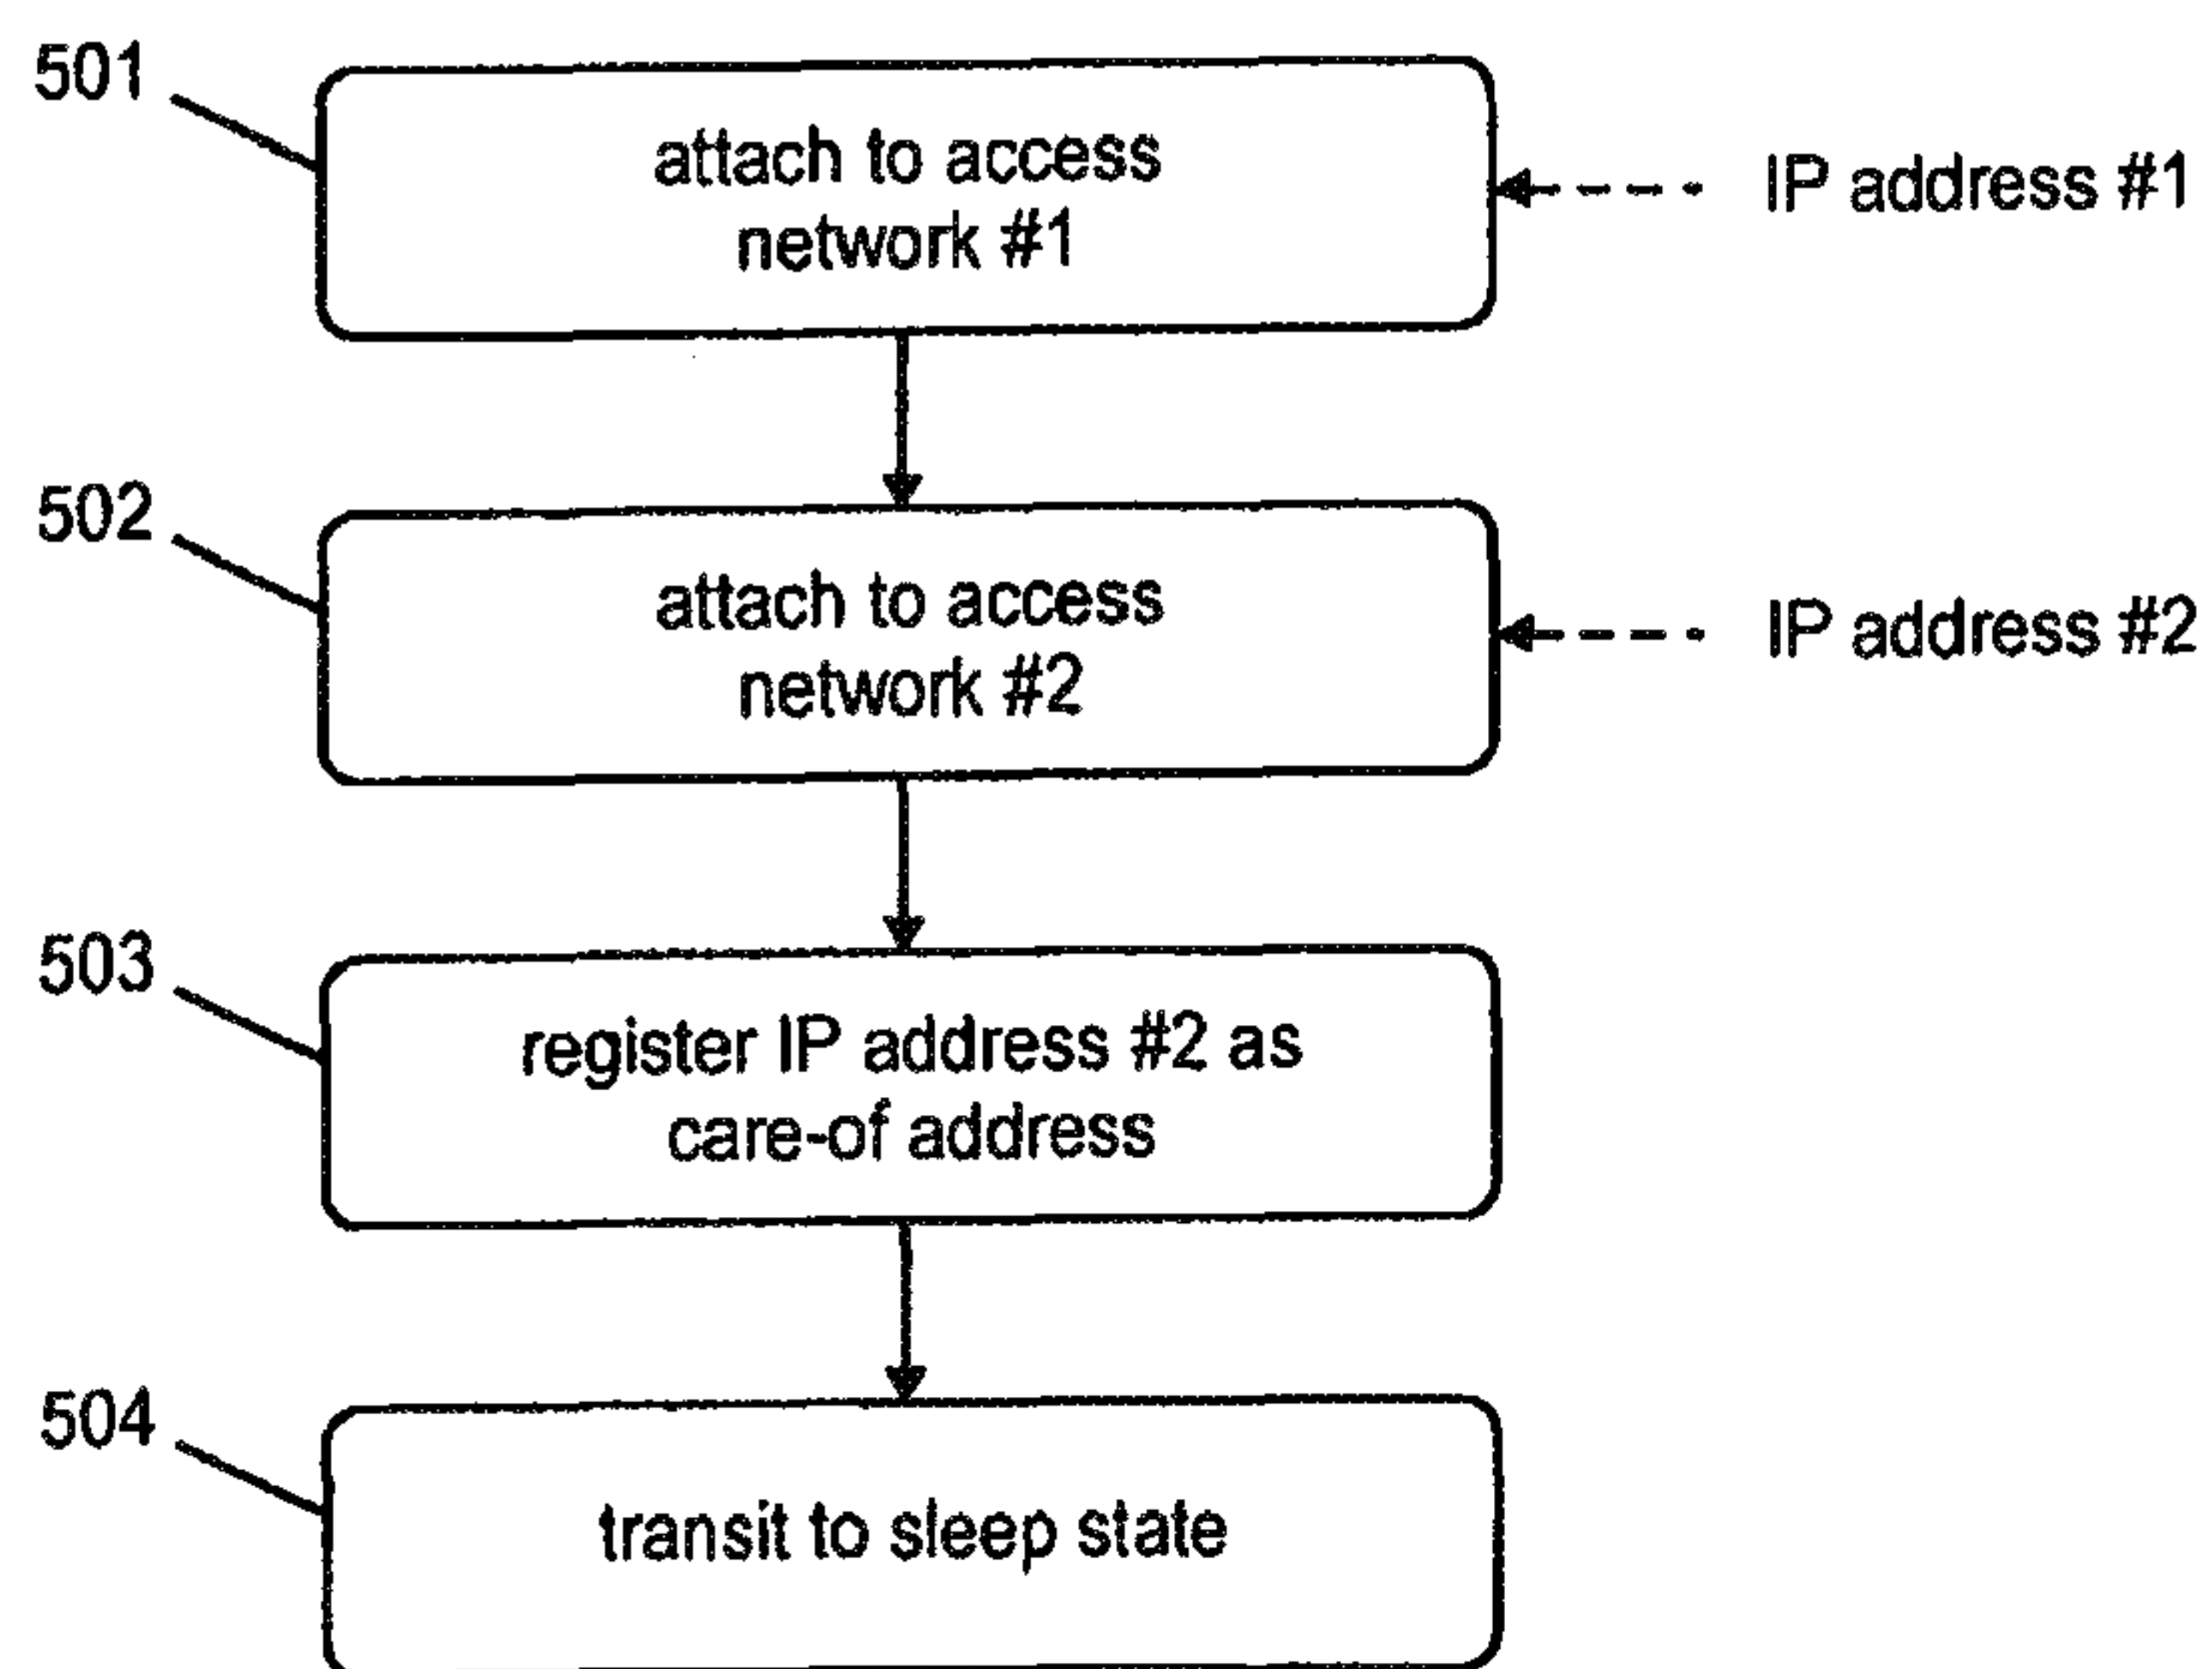 501
attach to access
network #1
IP address #1
502
attach to access
network #2
IP address #2
503
register IP address #2 as
care-of address
504
transit to sleep state